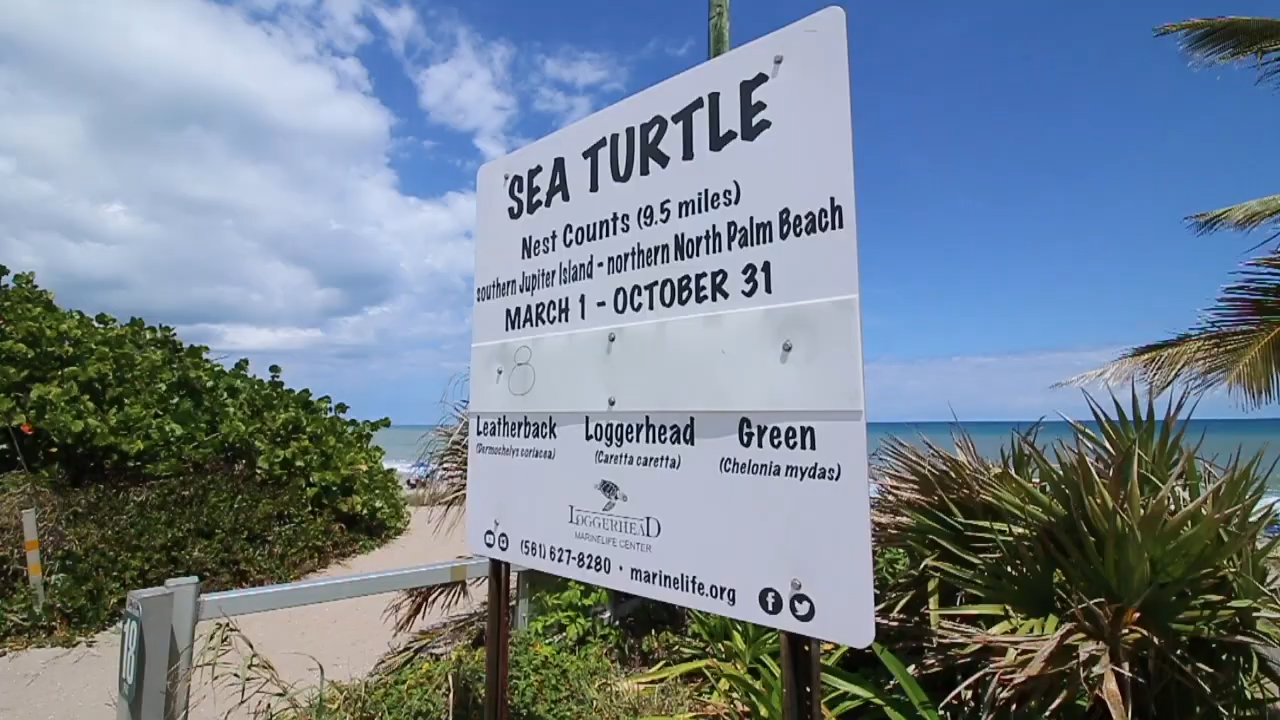 SEA TURTLE
Nest Counts (9.5 miles)
southern Jupiter Island - northern North Palm Beach
MARCH 1 - OCTOBER 31
8
Leatherback Loggerhead Green
(Dermochelys coriacea) (Caretta caretta) (Chelonia mydas)
LOGGERHEAD
MARINELIFE CENTER
(561) 627-8280 • marinelife.org
18